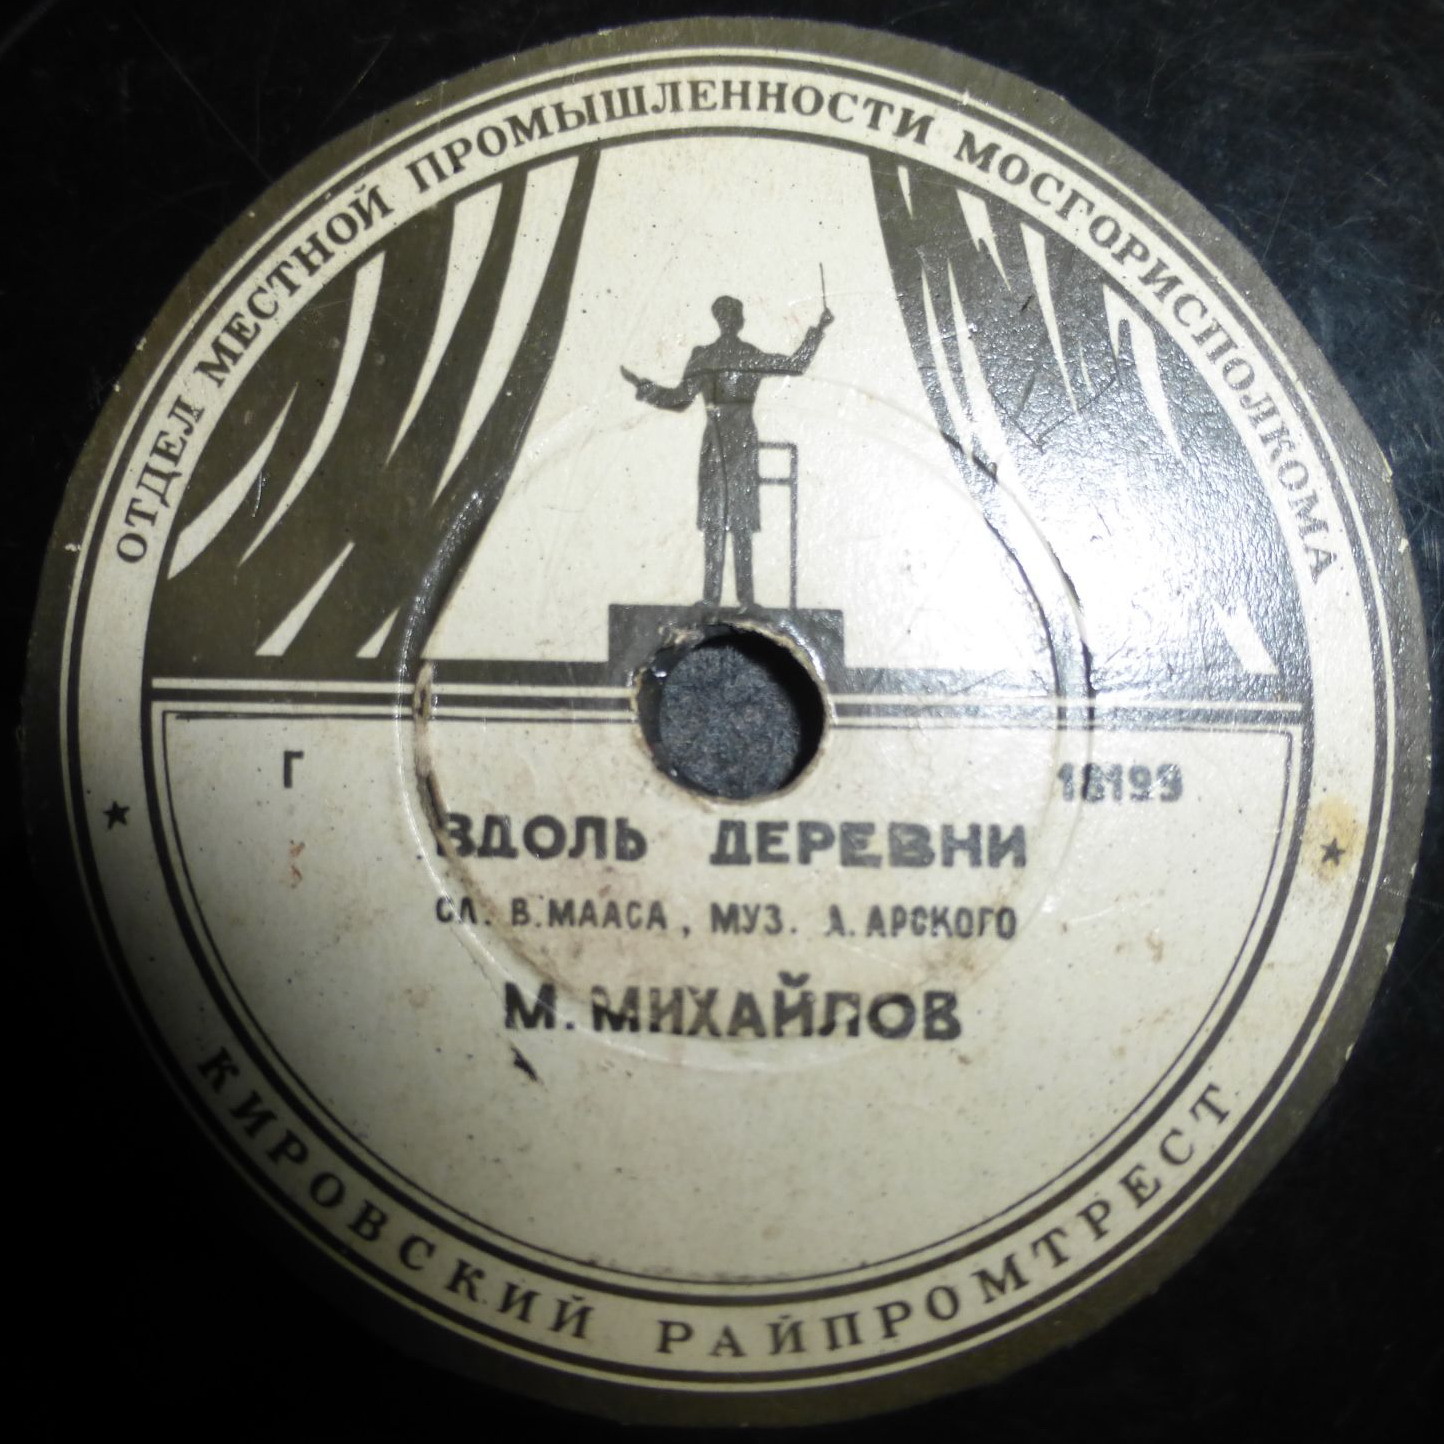 ОТДЕЛ МЕСТНОЙ ПРОМЫШЛЕННОСТИ МОСГОРИСПОЛКОМА
Г 18199
ВДОЛЬ ДЕРЕВНИ
СЛ. В. МААСА, МУЗ. А. АРСКОГО
М. МИХАЙЛОВ
КИРОВСКИЙ РАЙПРОМТРЕСТ